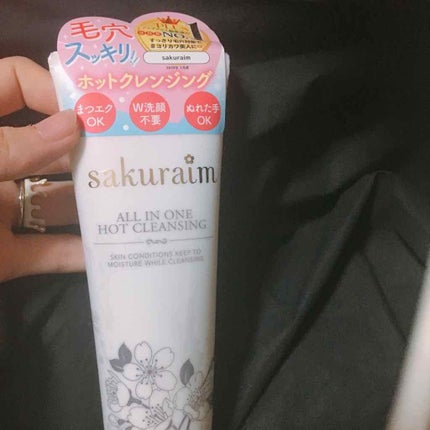 毛穴
スッキリ!!
No.1
sakuraim
ホットクレンジング
まつエク
OK
W洗顔
不要
ぬれた手
OK
sakuraim
ALL IN ONE
HOT CLEANSING
SKIN CONDITIONS KEEP TO
MOISTURE WHILE CLEANSING